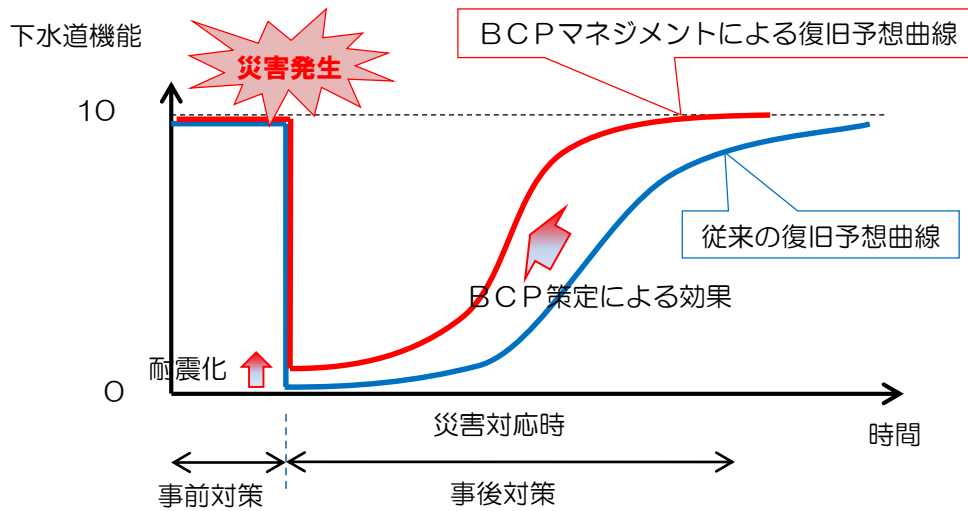 下水道機能
災害発生
ＢＣＰマネジメントによる復旧予想曲線
１０
従来の復旧予想曲線
ＢＣＰ策定による効果
耐震化
０
災害対応時
時間
事前対策
事後対策